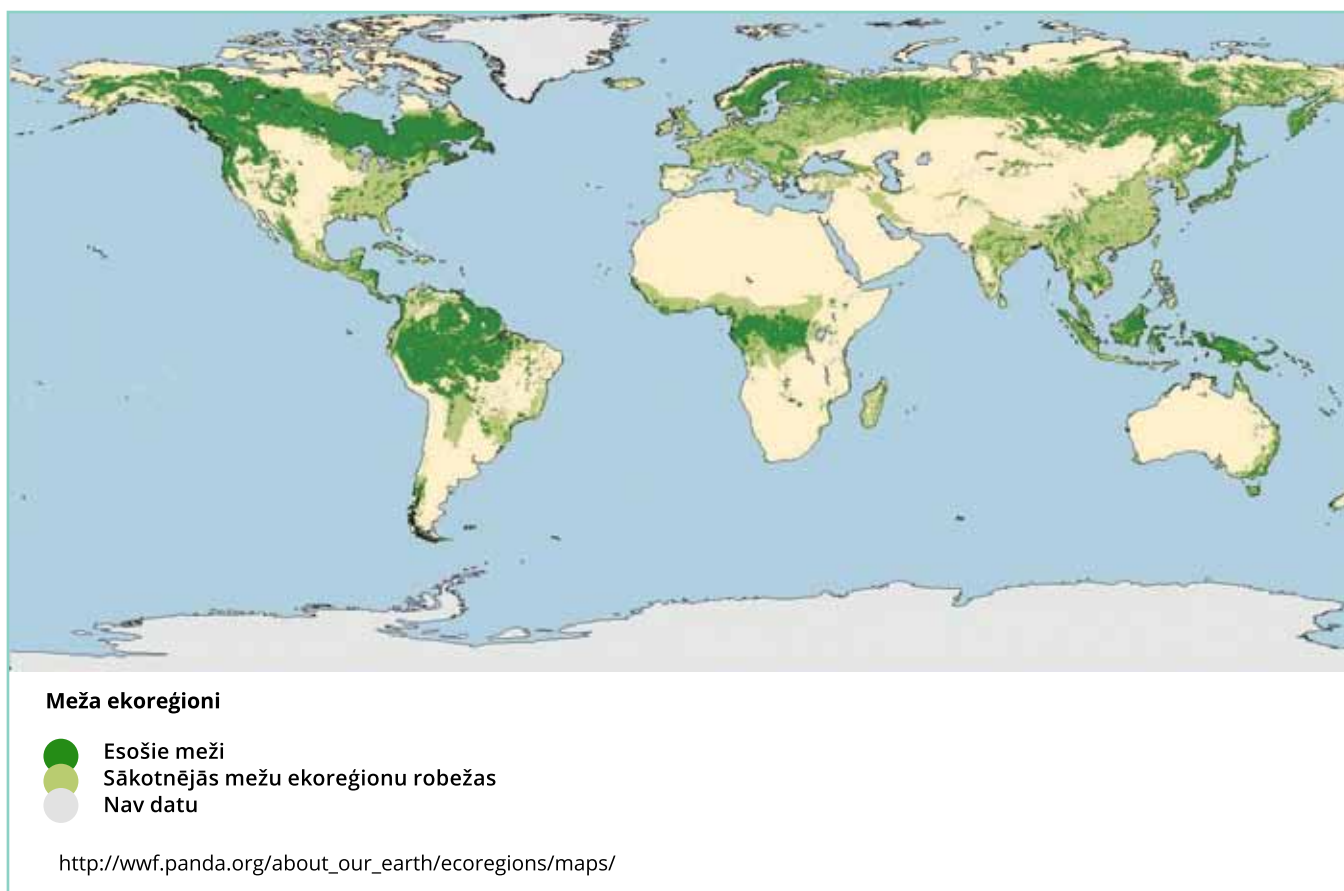 Meža ekoreģioni
Esošie meži
Sākotnējās mežu ekoreģionu robežas
Nav datu
http://wwf.panda.org/about_our_earth/ecoregions/maps/